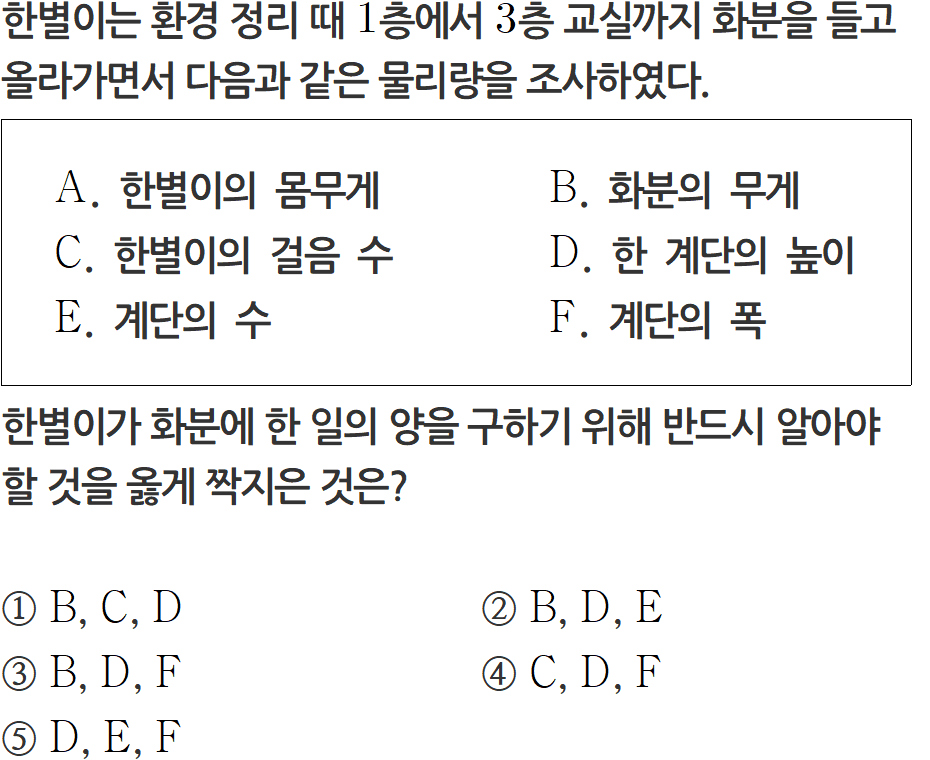 한별이는 환경 정리 때 1층에서 3층 교실까지 화분을 들고
올라가면서 다음과 같은 물리량을 조사하였다.
A. 한별이의 몸무게 B. 화분의 무게
C. 한별이의 걸음 수 D. 한 계단의 높이
E. 계단의 수 F. 계단의 폭
한별이가 화분에 한 일의 양을 구하기 위해 반드시 알아야
할 것을 옳게 짝지은 것은?
① B, C, D ② B, D, E
③ B, D, F ④ C, D, F
⑤ D, E, F